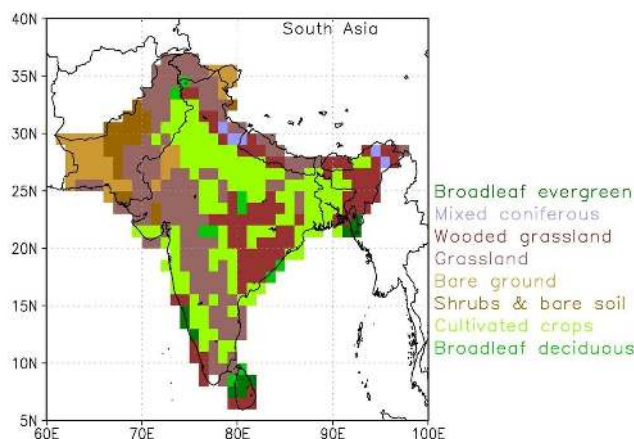 40N
South Asia
35N
30N
25N
20N
15N
10N
5N
60E 70E 80E 90E 100E
Broadleaf evergreen
Mixed coniferous
Wooded grassland
Grassland
Bare ground
Shrubs & bare soil
Cultivated crops
Broadleaf deciduous